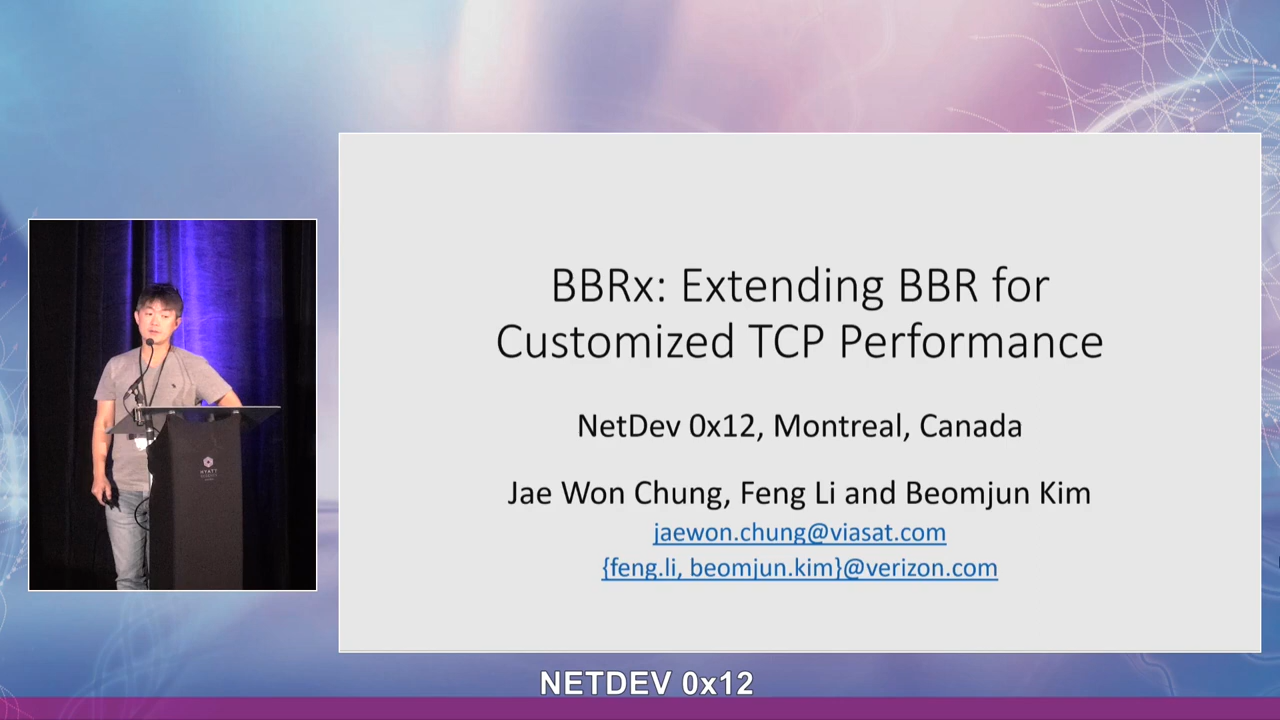 BBRx: Extending BBR for
Customized TCP Performance
NetDev 0x12, Montreal, Canada
Jae Won Chung, Feng Li and Beomjun Kim
jaewon.chung@viasat.com
{feng.li, beomjun.kim}@verizon.com
HYATT
NETDEV 0x12